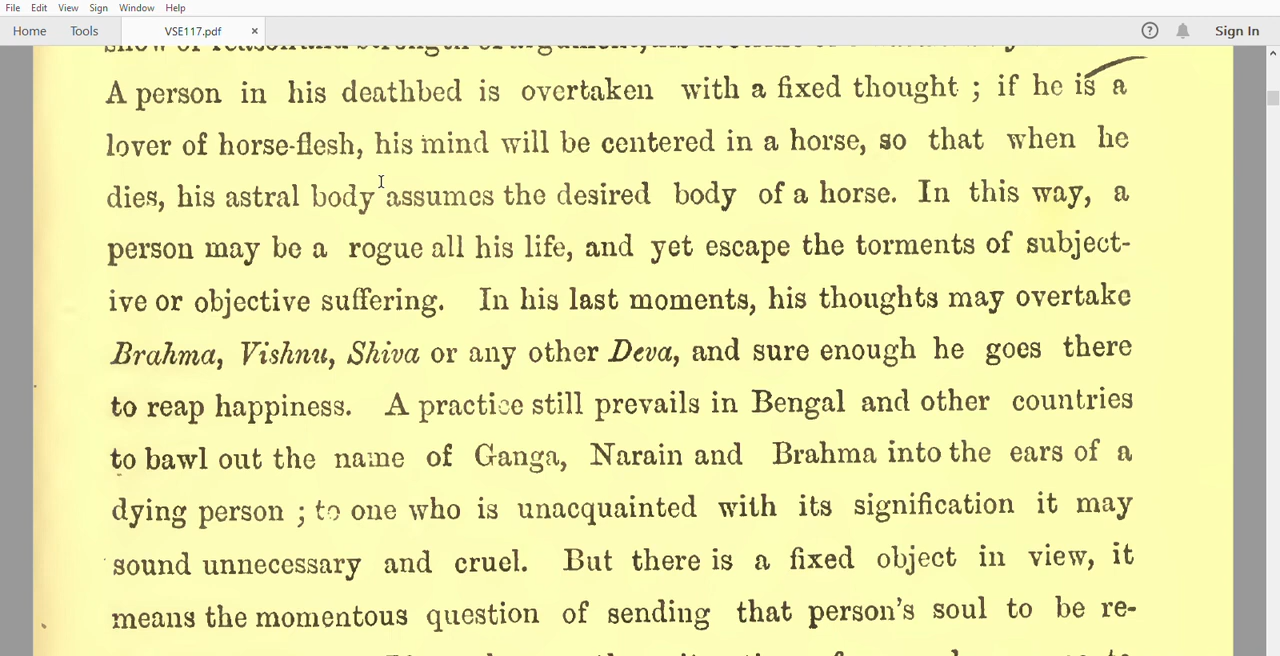 File Edit View Sign Window Help
Home Tools VSE117.pdf × ? Sign In
A person in his deathbed is overtaken with a fixed thought ; if he is a
lover of horse-flesh, his mind will be centered in a horse, so that when he
dies, his astral body assumes the desired body of a horse. In this way, a
person may be a rogue all his life, and yet escape the torments of subject-
ive or objective suffering. In his last moments, his thoughts may overtake
Brahma, Vishnu, Shiva or any other Deva, and sure enough he goes there
to reap happiness. A practice still prevails in Bengal and other countries
to bawl out the name of Ganga, Narain and Brahma into the ears of a
dying person ; to one who is unacquainted with its signification it may
sound unnecessary and cruel. But there is a fixed object in view, it
means the momentous question of sending that person's soul to be re-